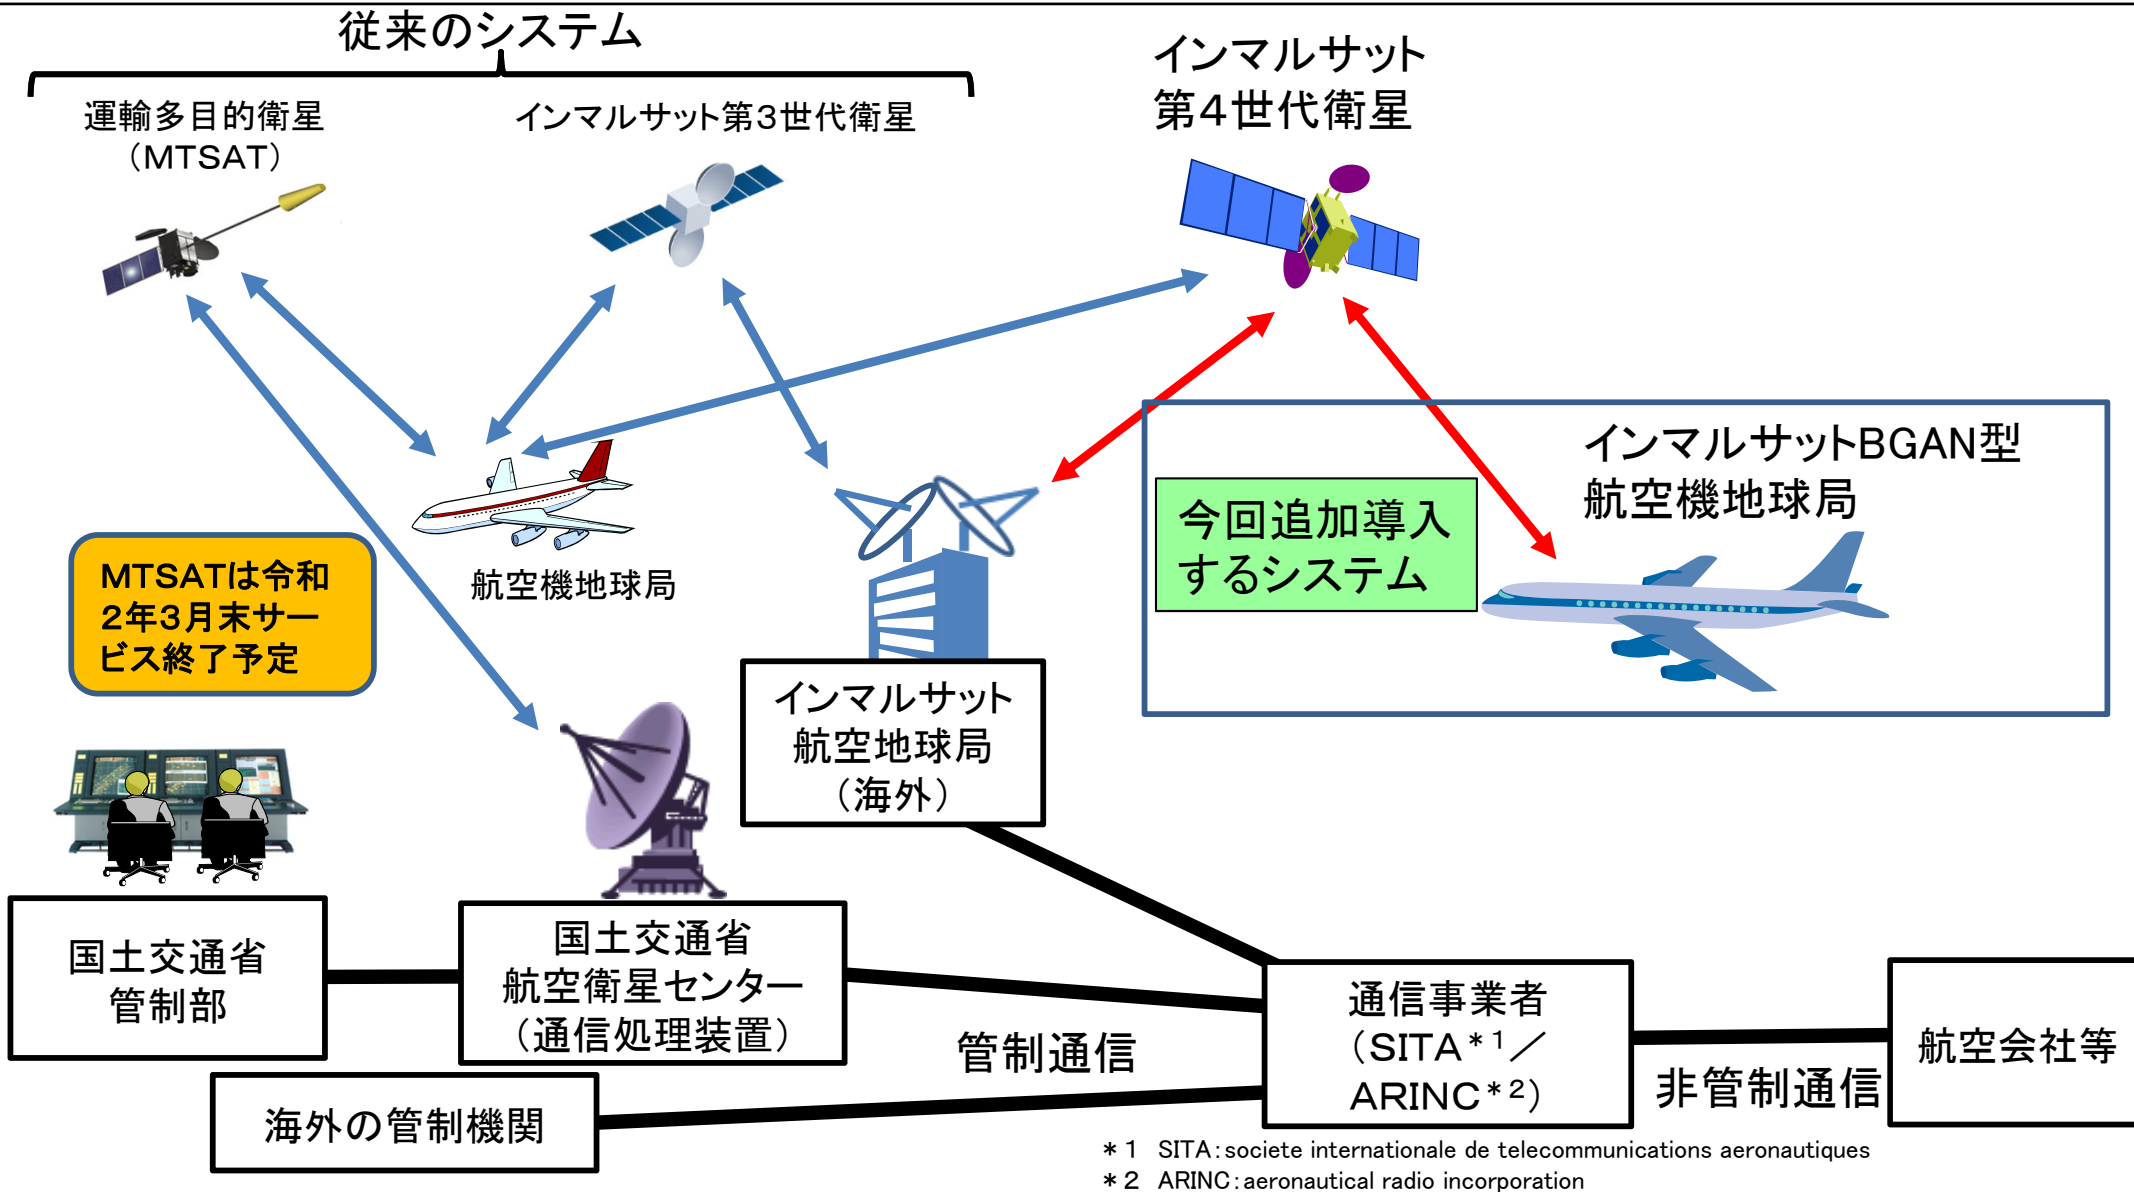 従来のシステム
運輸多目的衛星
（ＭＴＳＡＴ）
インマルサット第３世代衛星
インマルサット
第４世代衛星
インマルサットBGAN型
航空機地球局
今回追加導入
するシステム
航空機地球局
ＭＴＳＡＴは令和
２年３月末サー
ビス終了予定
インマルサット
航空地球局
（海外）
国土交通省
管制部
国土交通省
航空衛星センター
（通信処理装置）
海外の管制機関
管制通信
通信事業者
（SITA＊1／
ARINC＊2）
非管制通信
航空会社等
＊１　SITA：societe internationale de telecommunications aeronautiques
＊２　ARINC：aeronautical radio incorporation